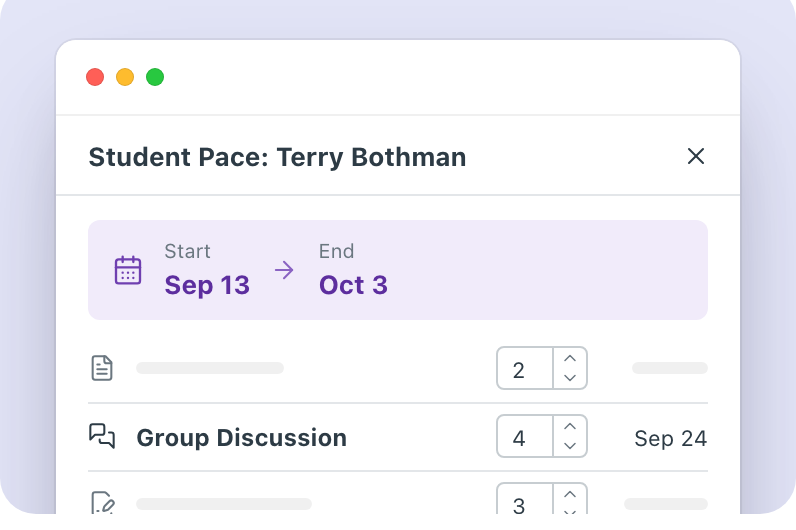 Student Pace: Terry Bothman
Start
Sep 13
End
Oct 3
2
Group Discussion
4
Sep 24
3